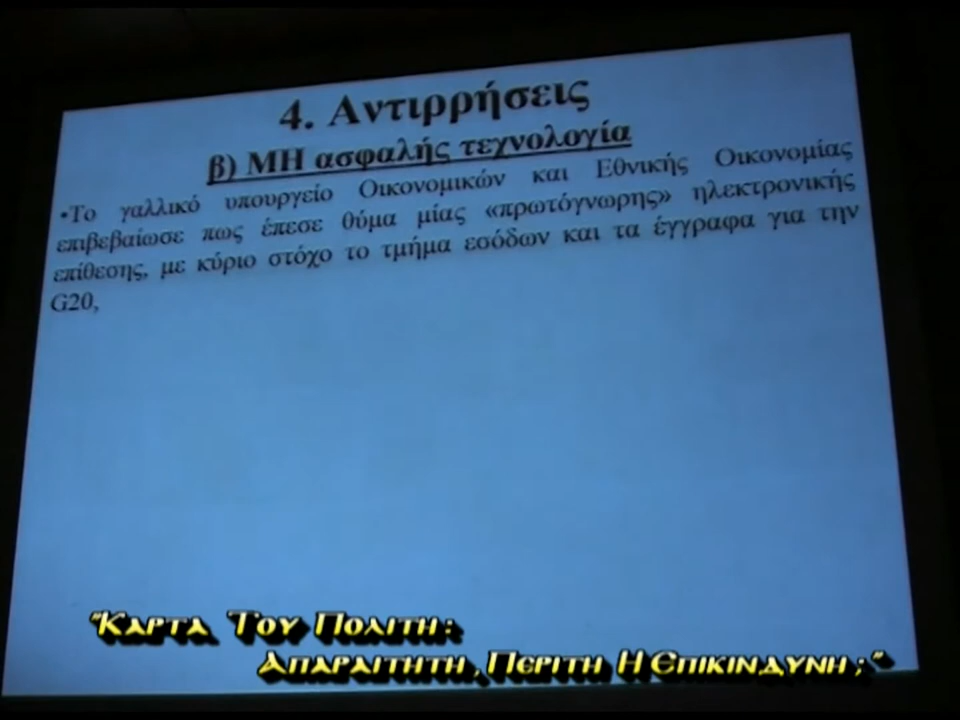 4. Αντιρρήσεις
β) ΜΗ ασφαλής τεχνολογία
•Το γαλλικό υπουργείο Οικονομικών και Εθνικής Οικονομίας
επιβεβαίωσε πως έπεσε θύμα μίας «πρωτόγνωρης» ηλεκτρονικής
επίθεσης, με κύριο στόχο το τμήμα εσόδων και τα έγγραφα για την
G20,
"Καρτα Του Πολιτη:
Απαραιτητη, Περιτη Η Επικινδυνη;"